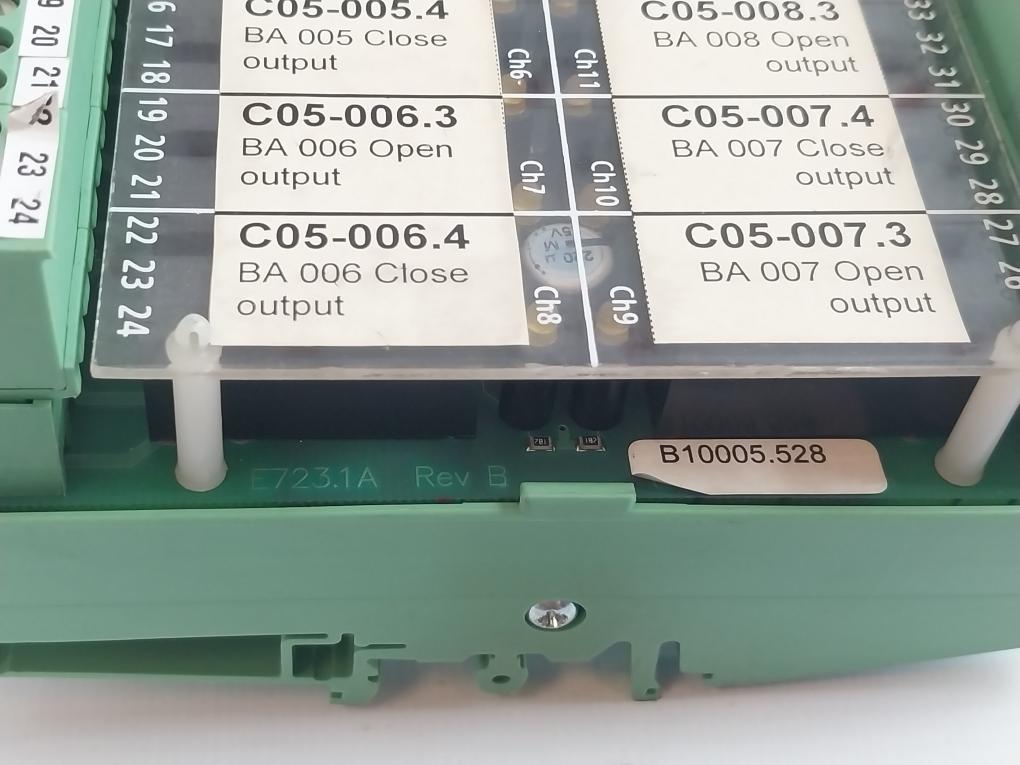 C05-005.4
BA 005 Close
output
C05-006.3
BA 006 Open
output
C05-006.4
BA 006 Close
output
C05-008.3
BA 008 Open
output
C05-007.4
BA 007 Close
output
C05-007.3
BA 007 Open
output
Ch6
Ch7
Ch8
Ch11
Ch10
Ch9
20
21
23
24
17
18
19
20
21
22
23
24
33
32
31
30
29
28
27
26
E7231A Rev B
B10005.528